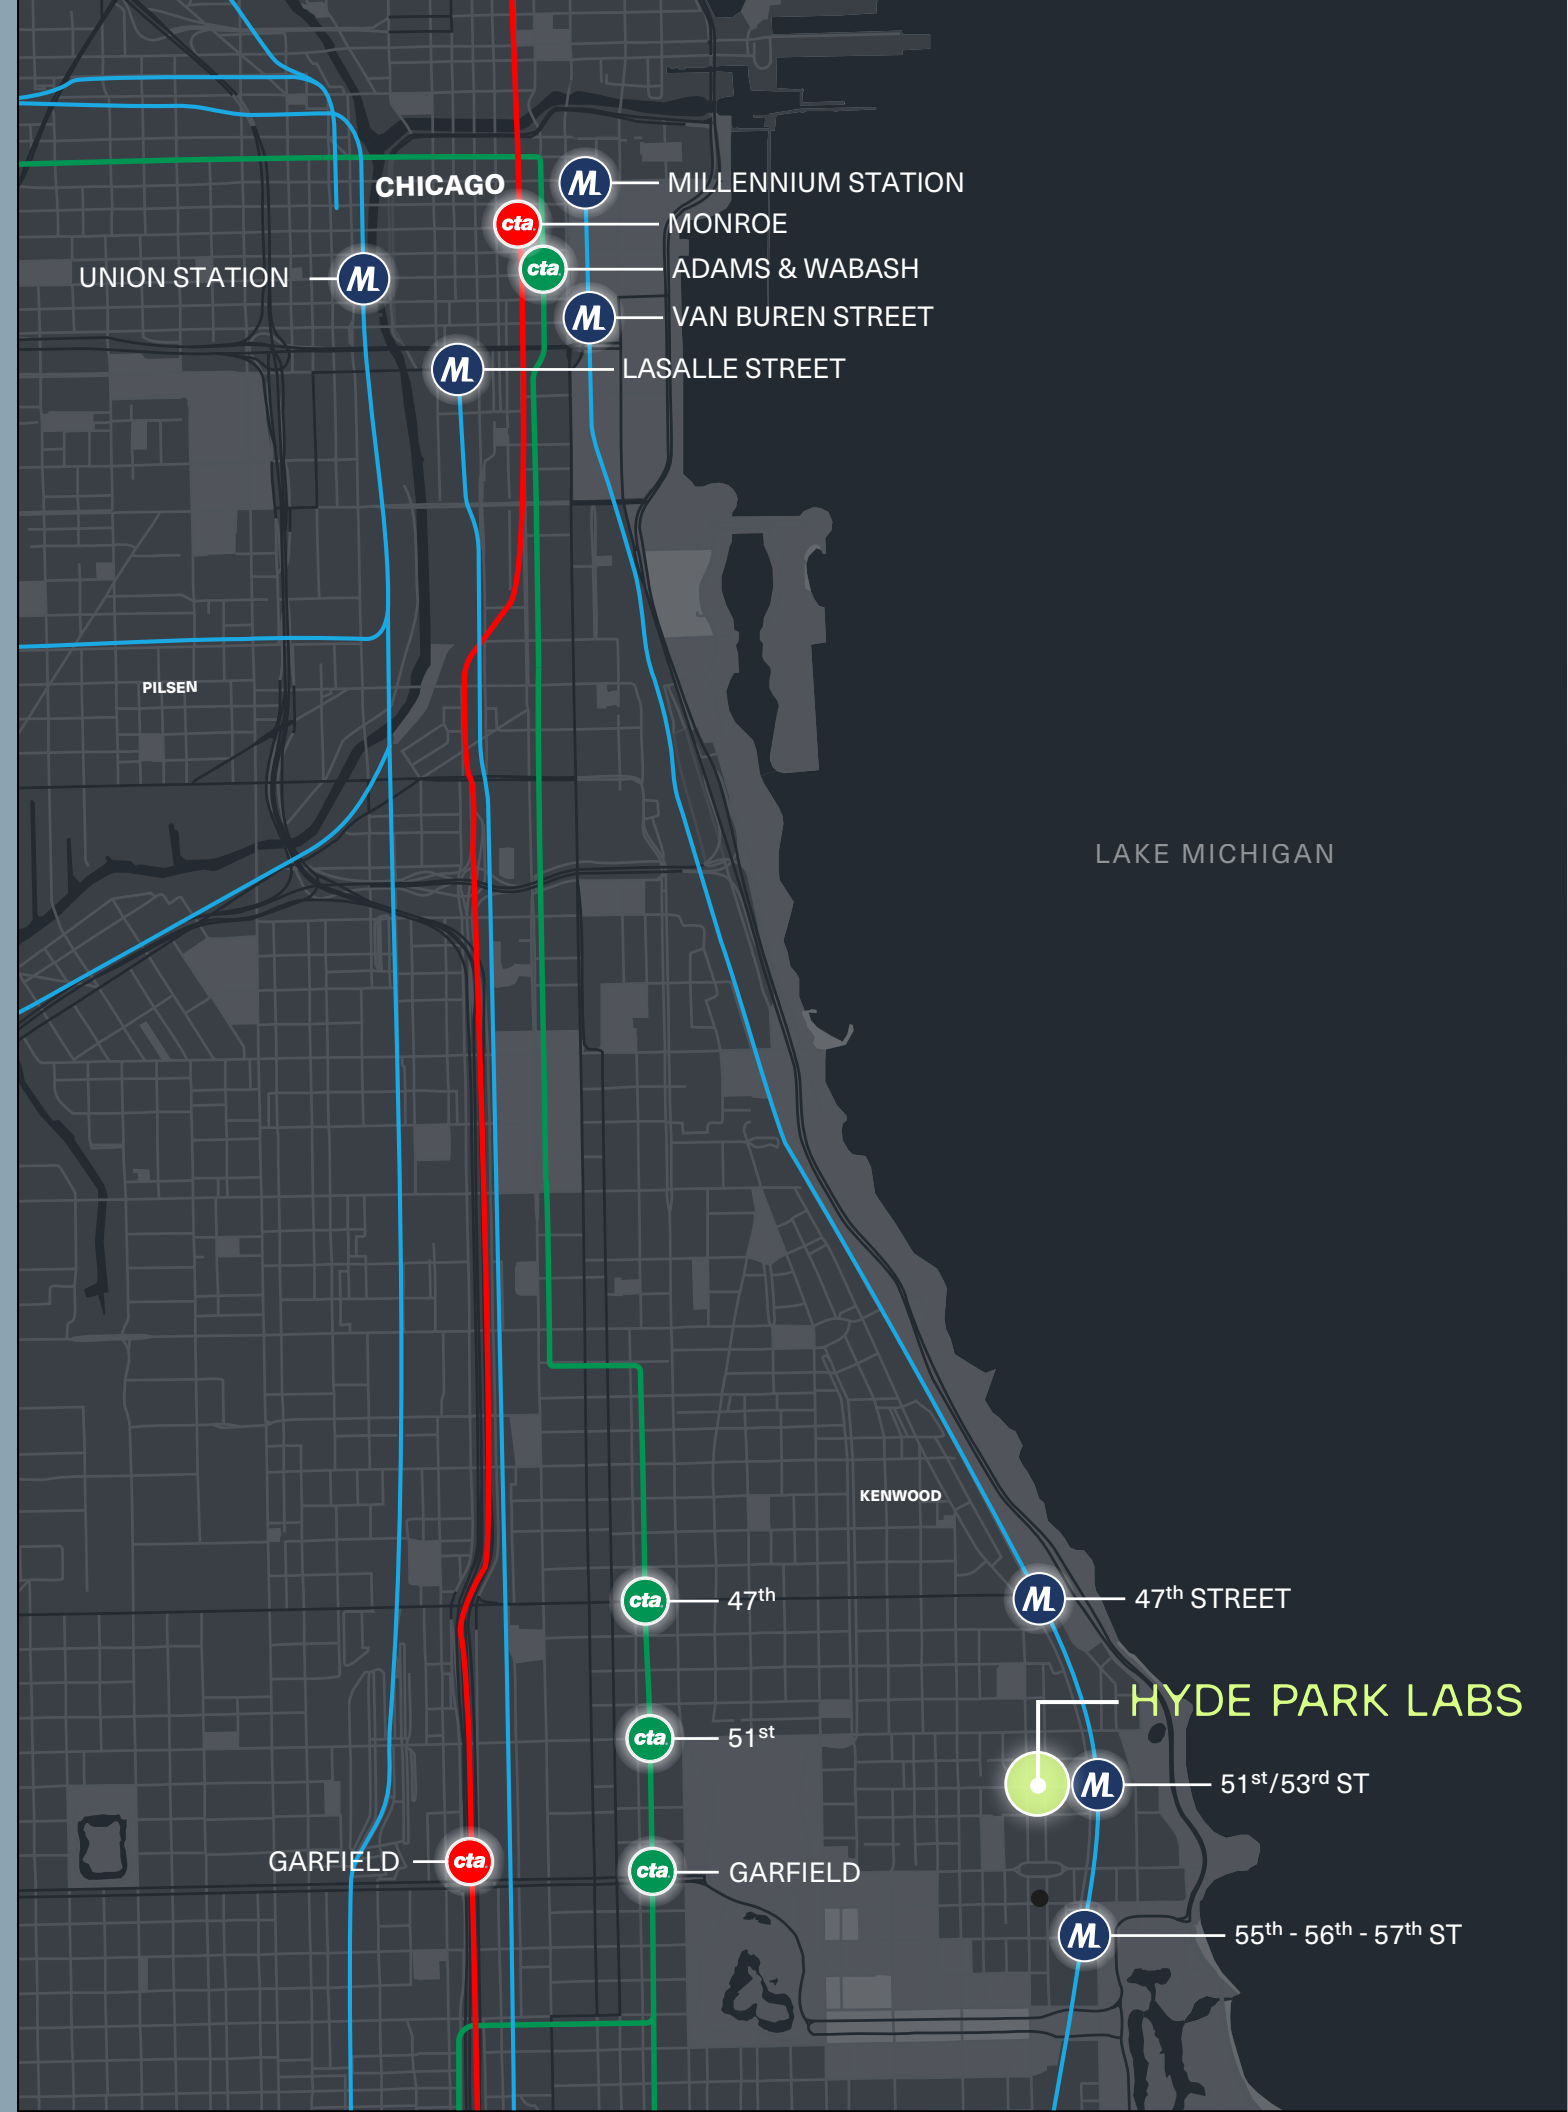 CHICAGO
M
MILLENNIUM STATION
cta
MONROE
cta
ADAMS & WABASH
UNION STATION
M
M
VAN BUREN STREET
M
LASALLE STREET
PILSEN
LAKE MICHIGAN
KENWOOD
cta
47th
M
47th STREET
HYDE PARK LABS
cta
51st
M
51st/53rd ST
GARFIELD
cta
cta
GARFIELD
M
55th - 56th - 57th ST